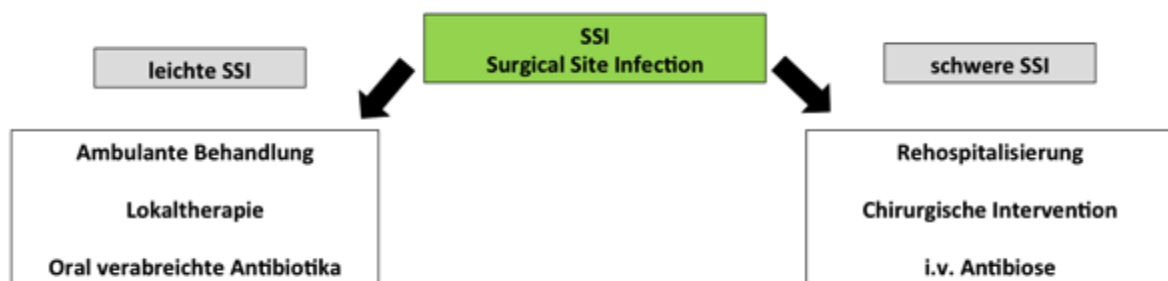 SSI
Surgical Site Infection
leichte SSI
schwere SSI
Ambulante Behandlung
Lokaltherapie
Oral verabreichte Antibiotika
Rehospitalisierung
Chirurgische Intervention
i.v. Antibiose